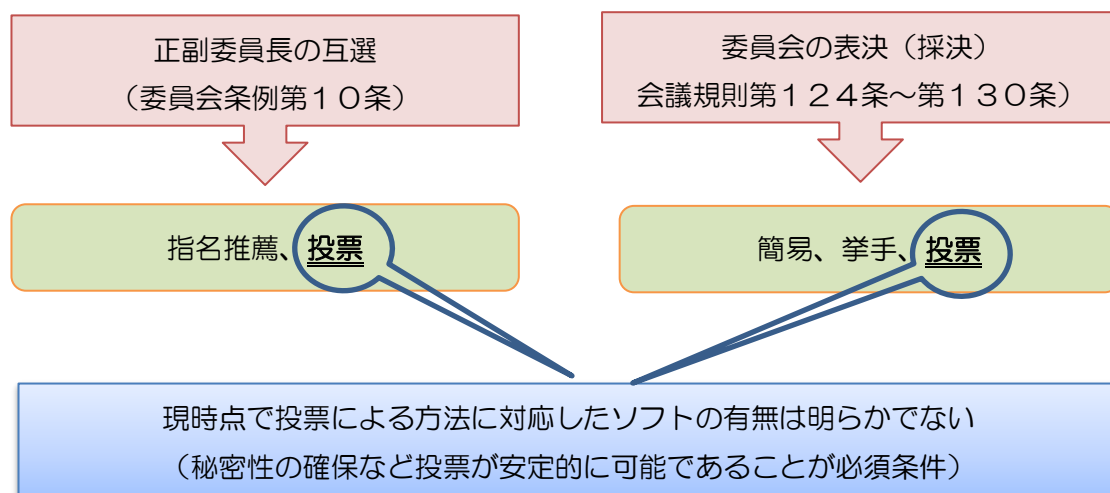 正副委員長の互選
（委員会条例第１０条）
委員会の表決（採決）
会議規則第１２４条～第１３０条）
指名推薦、投票
簡易、挙手、投票
現時点で投票による方法に対応したソフトの有無は明らかでない
（秘密性の確保など投票が安定的に可能であることが必須条件）